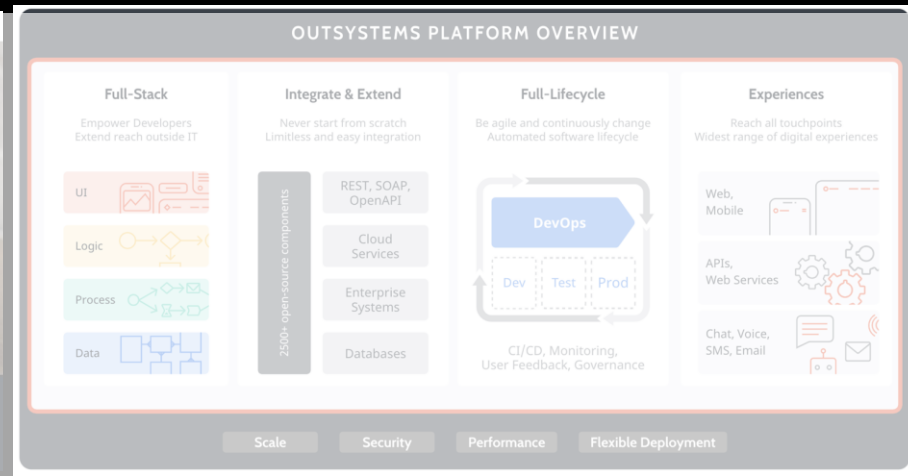 OUTSYSTEMS PLATFORM OVERVIEW
Full-Stack
Empower Developers
Extend reach outside IT
UI
Logic
Process
Data
Integrate & Extend
Never start from scratch
Limitless and easy integration
2500+ open-source components
REST, SOAP,
OpenAPI
Cloud
Services
Enterprise
Systems
Databases
Full-Lifecycle
Be agile and continuously change
Automated software lifecycle
DevOps
Dev
Test
Prod
CI/CD, Monitoring,
User Feedback, Governance
Experiences
Reach all touchpoints
Widest range of digital experiences
Web,
Mobile
APIs,
Web Services
Chat, Voice,
SMS, Email
Scale
Security
Performance
Flexible Deployment